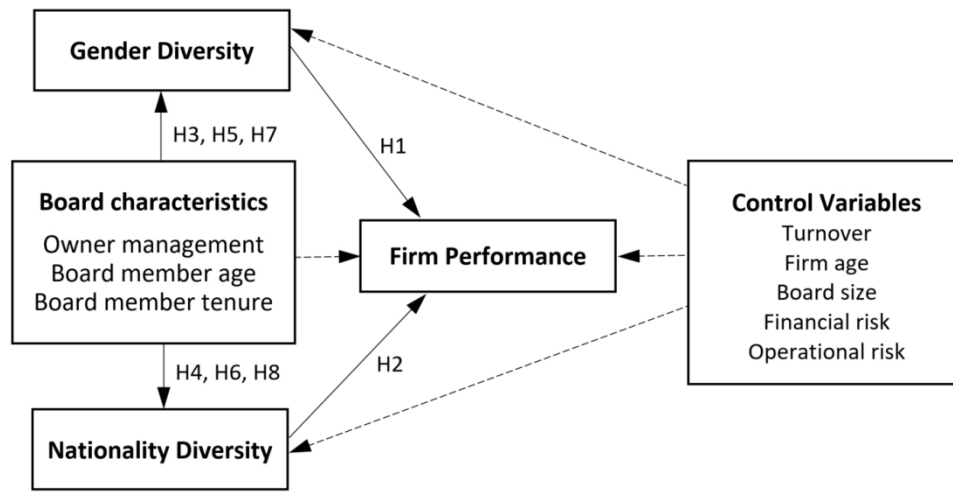 Gender Diversity
H3, H5, H7
H1
Board characteristics
Owner management
Board member age
Board member tenure
Firm Performance
Control Variables
Turnover
Firm age
Board size
Financial risk
Operational risk
H4, H6, H8
H2
Nationality Diversity